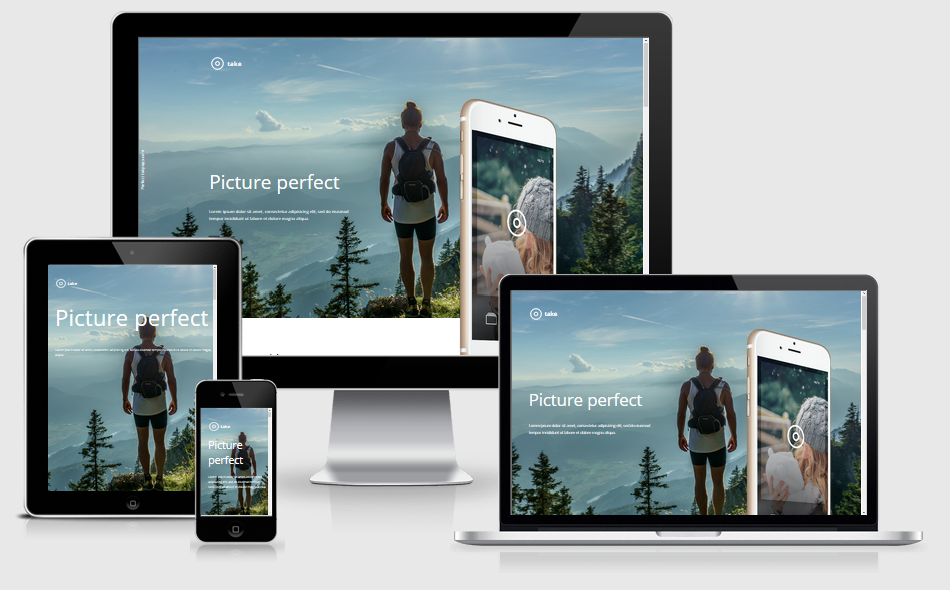 take
Picture perfect
Lorem ipsum dolor sit amet, consectetur adipisicing elit, sed do eiusmod
tempor incididunt ut labore et dolore magna aliqua.
take
Picture perfect
take
Picture
perfect
take
Picture perfect
Lorem ipsum dolor sit amet, consectetur adipisicing elit, sed do eiusmod
tempor incididunt ut labore et dolore magna aliqua.